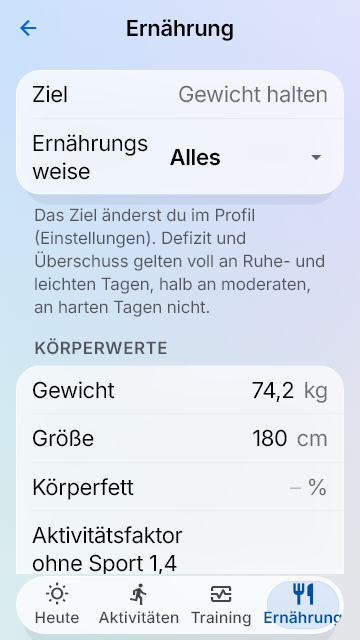 Ernährung
Ziel Gewicht halten
Ernährungs
weise Alles
Das Ziel änderst du im Profil
(Einstellungen). Defizit und
Überschuss gelten voll an Ruhe- und
leichten Tagen, halb an moderaten,
an harten Tagen nicht.
KÖRPERWERTE
Gewicht 74,2 kg
Größe 180 cm
Körperfett – %
Aktivitätsfaktor
ohne Sport 1,4
Heute Aktivitäten Training Ernährung